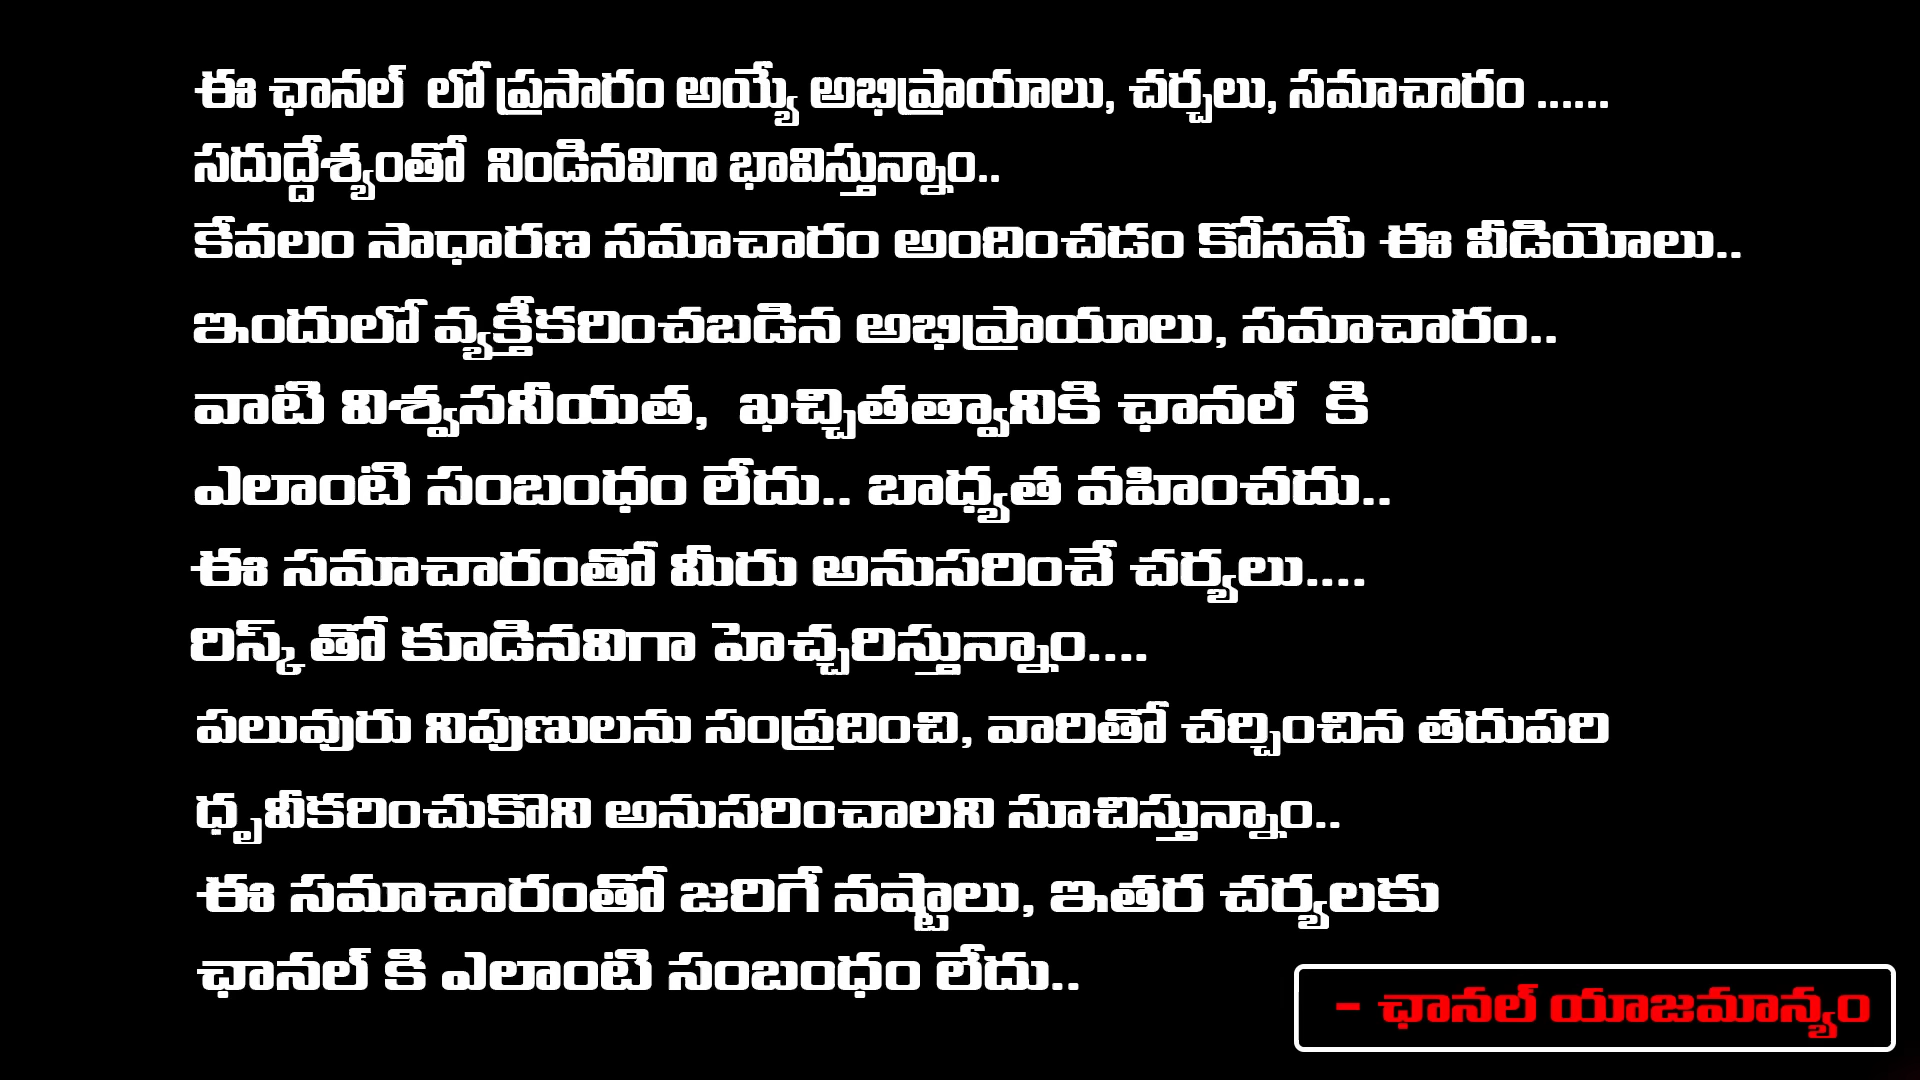 ఈ ఛానల్ లో ప్రసారం అయ్యే అభిప్రాయాలు, చర్చలు, సమాచారం ......
సదుద్దేశ్యంతో నిండినవిగా భావిస్తున్నాం..
కేవలం సాధారణ సమాచారం అందించడం కోసమే ఈ వీడియోలు..
ఇందులో వ్యక్తీకరించబడిన అభిప్రాయాలు, సమాచారం..
వాటి విశ్వసనీయత, ఖచ్చితత్వానికి ఛానల్ కి
ఎలాంటి సంబంధం లేదు.. బాధ్యత వహించదు..
ఈ సమాచారంతో మీరు అనుసరించే చర్యలు....
రిస్క్ తో కూడినవిగా హెచ్చరిస్తున్నాం....
పలువురు నిపుణులను సంప్రదించి, వారితో చర్చించిన తదుపరి
ధృవీకరించుకొని అనుసరించాలని సూచిస్తున్నాం..
ఈ సమాచారంతో జరిగే నష్టాలు, ఇతర చర్యలకు
ఛానల్ కి ఎలాంటి సంబంధం లేదు..
- ఛానల్ యాజమాన్యం